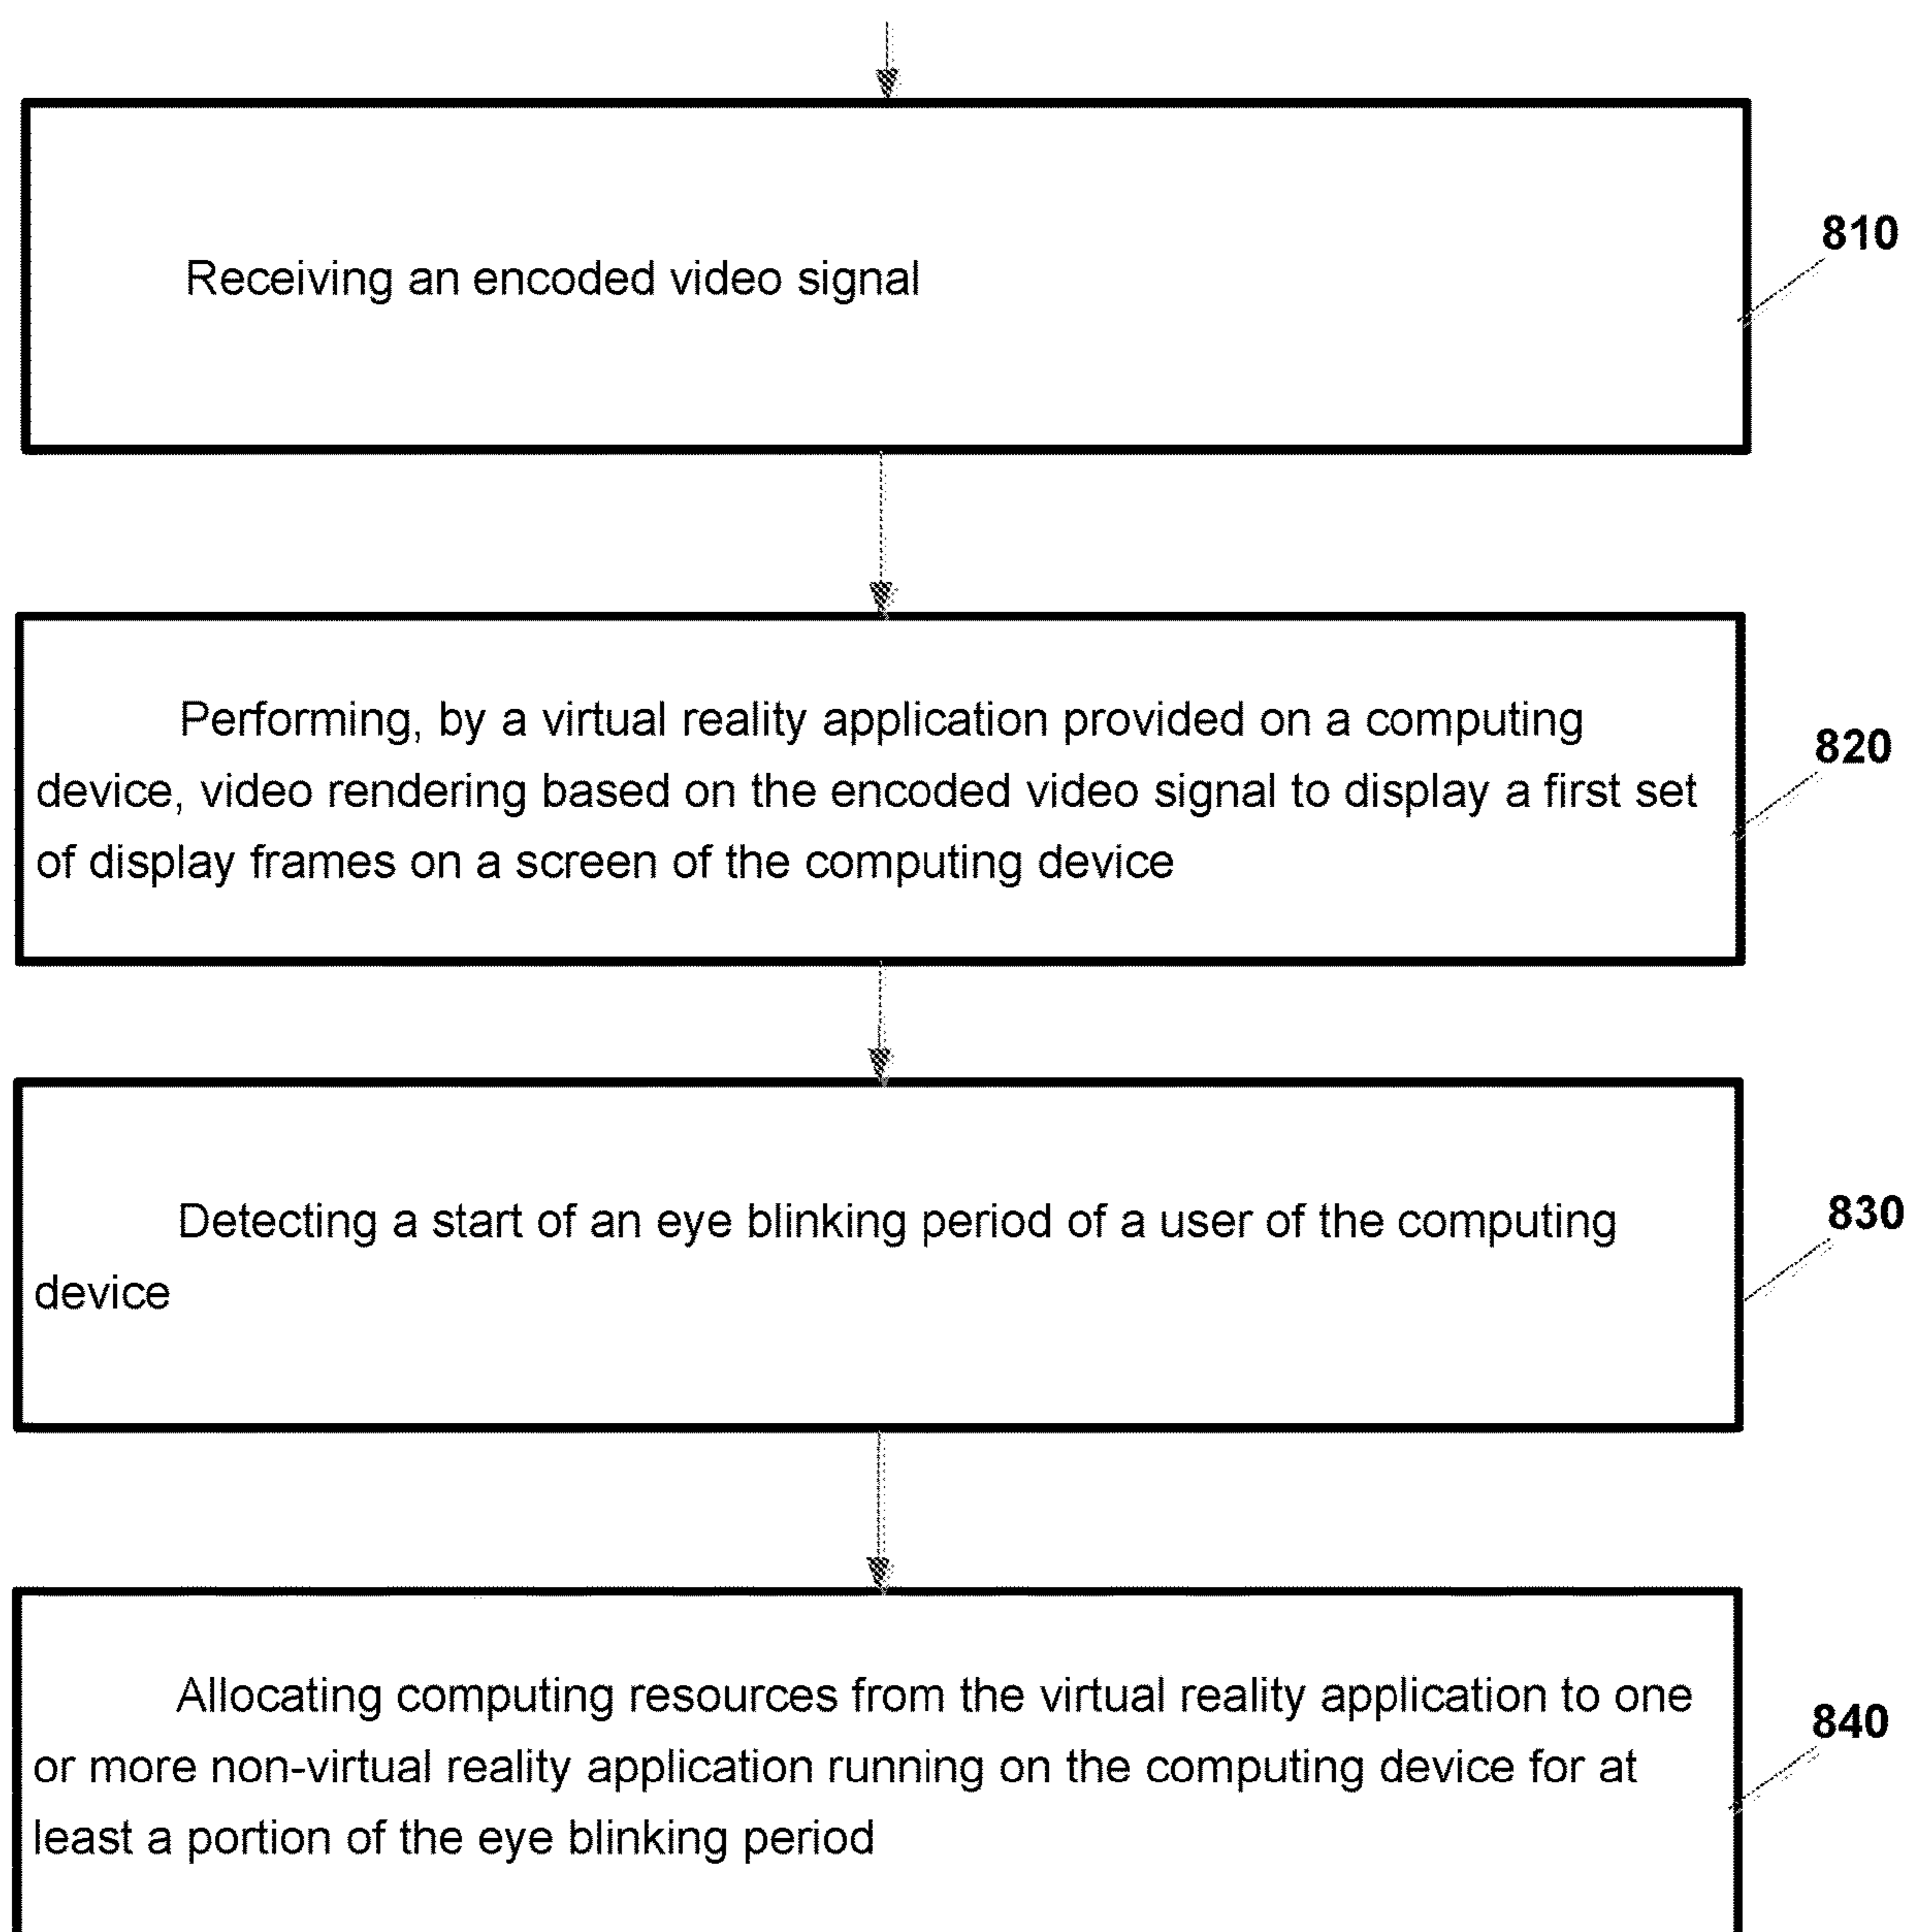 Receiving an encoded video signal
810
Performing, by a virtual reality application provided on a computing
device, video rendering based on the encoded video signal to display a first set
of display frames on a screen of the computing device
820
Detecting a start of an eye blinking period of a user of the computing
device
830
Allocating computing resources from the virtual reality application to one
or more non-virtual reality application running on the computing device for at
least a portion of the eye blinking period
840